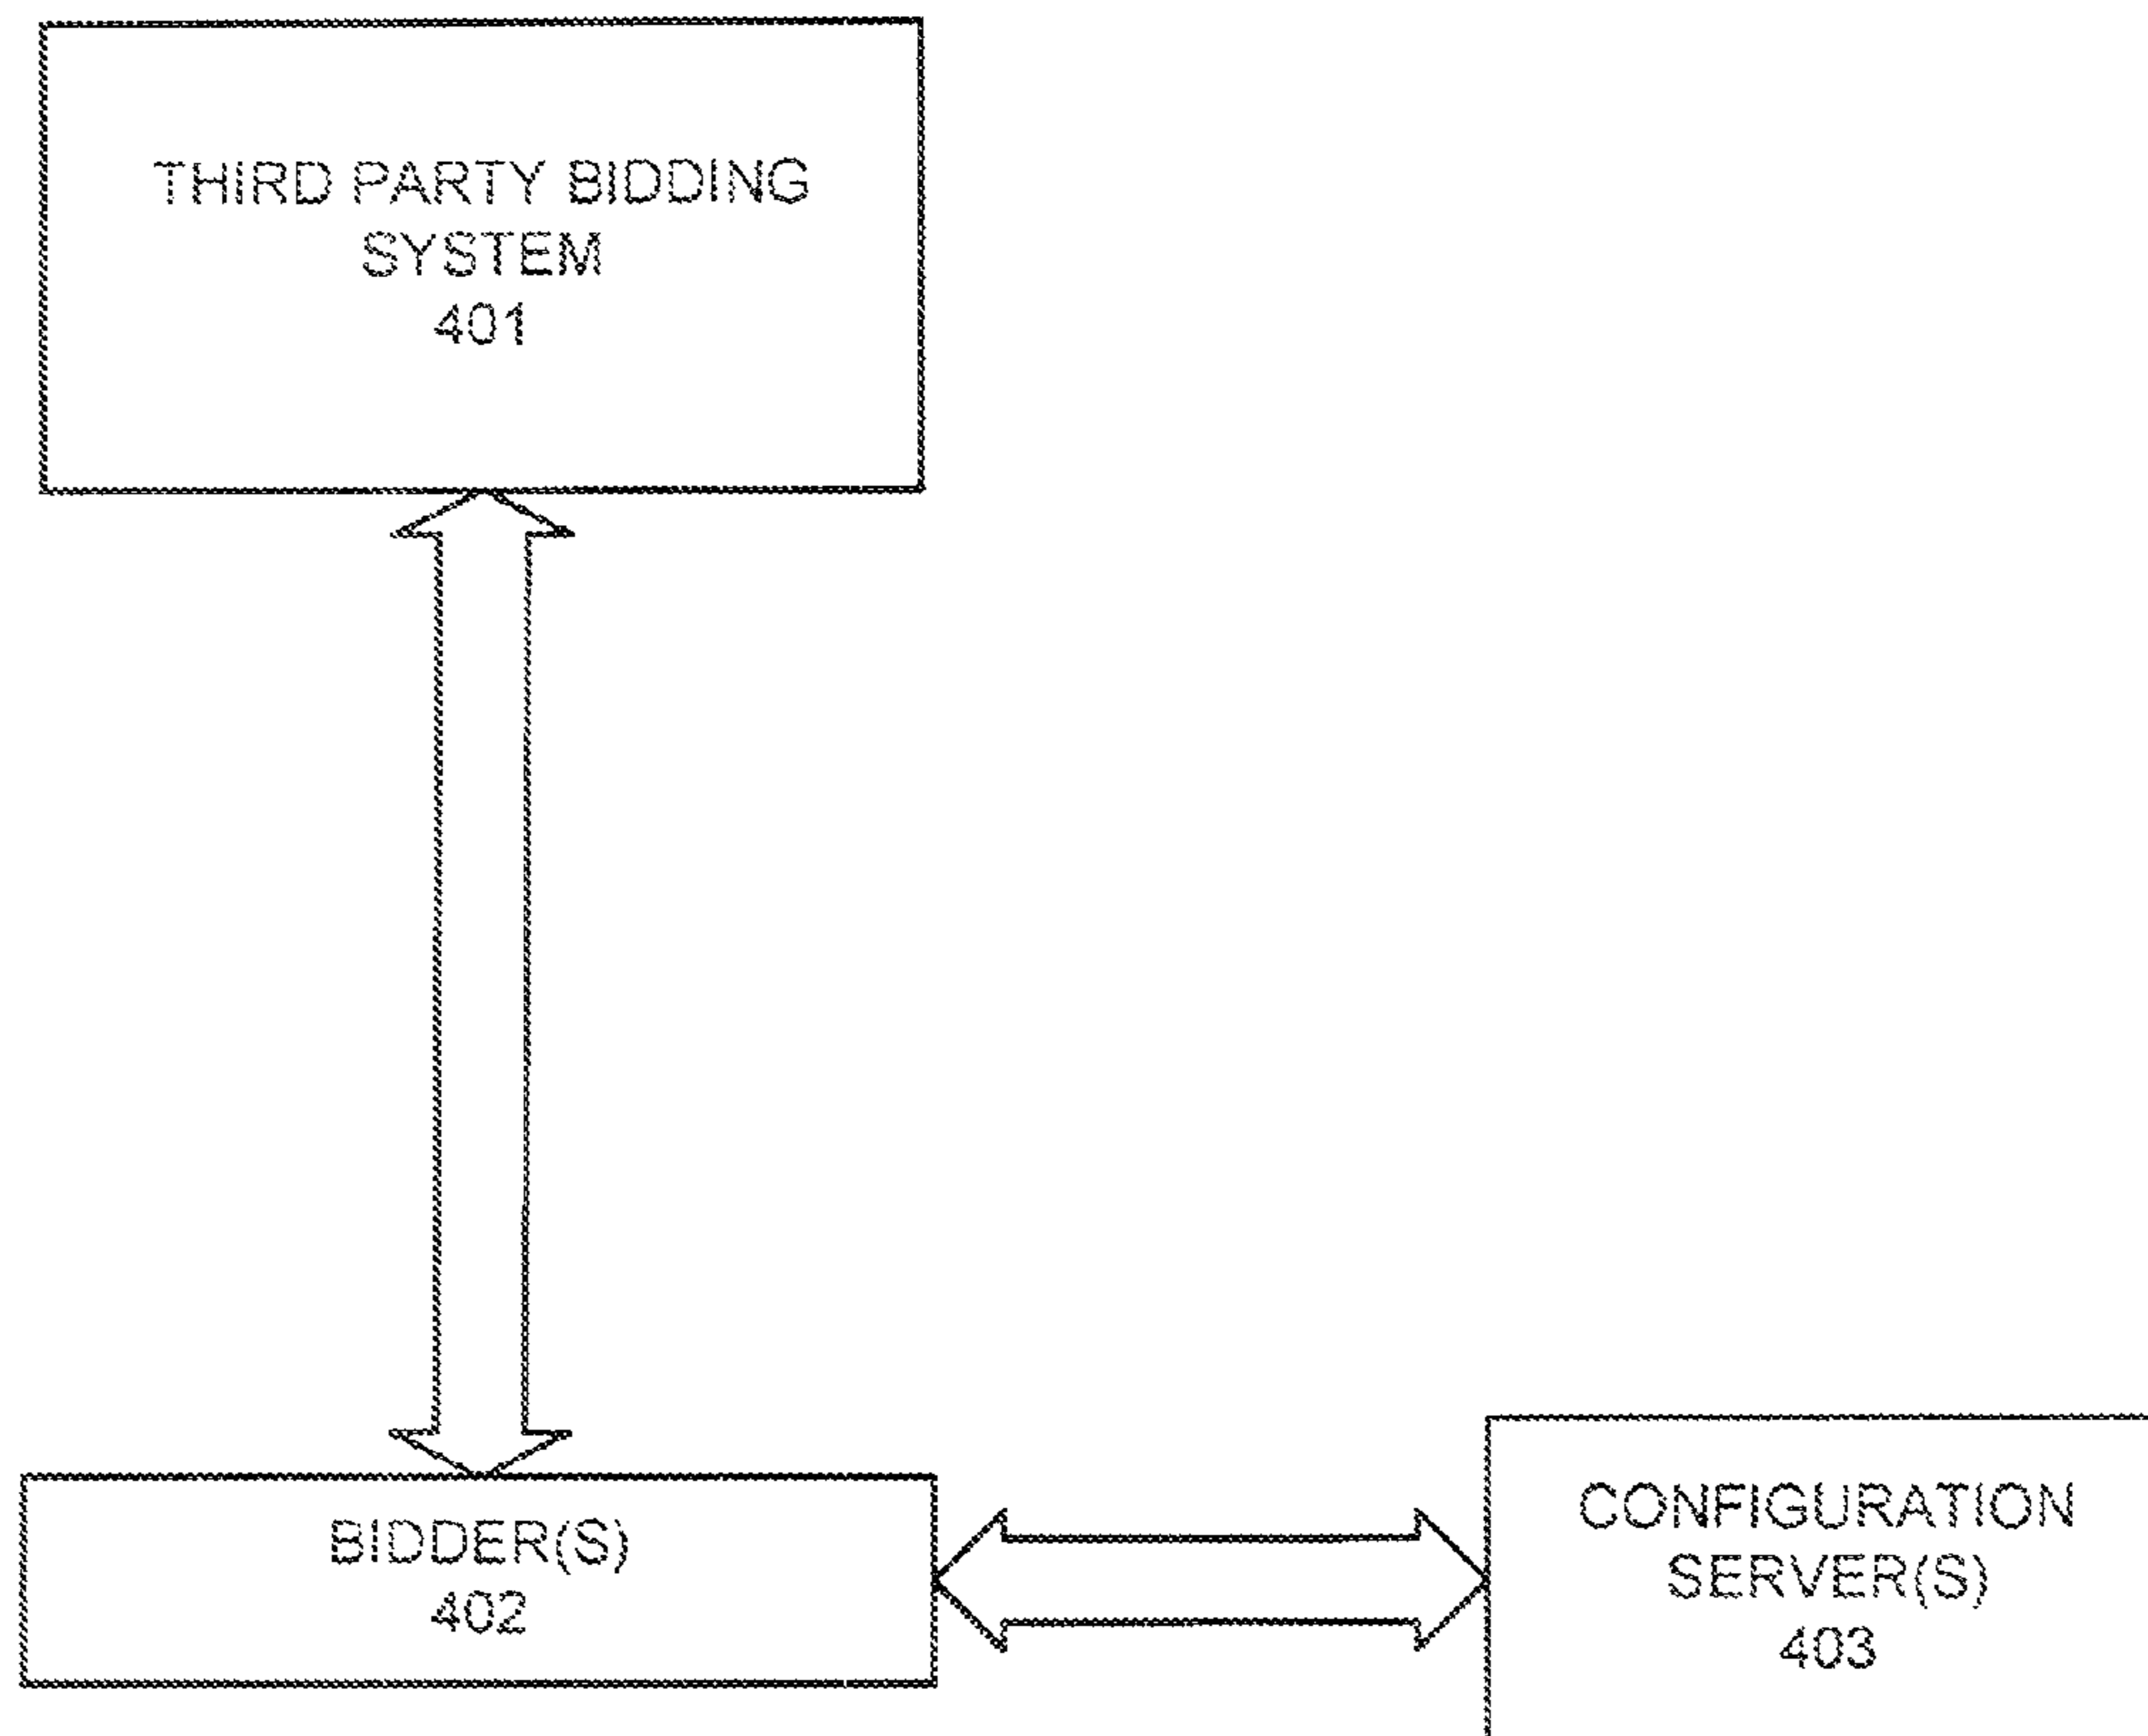 THIRD PARTY BIDDING
SYSTEM
401
BIDDER(S)
402
CONFIGURATION
SERVER(S)
403